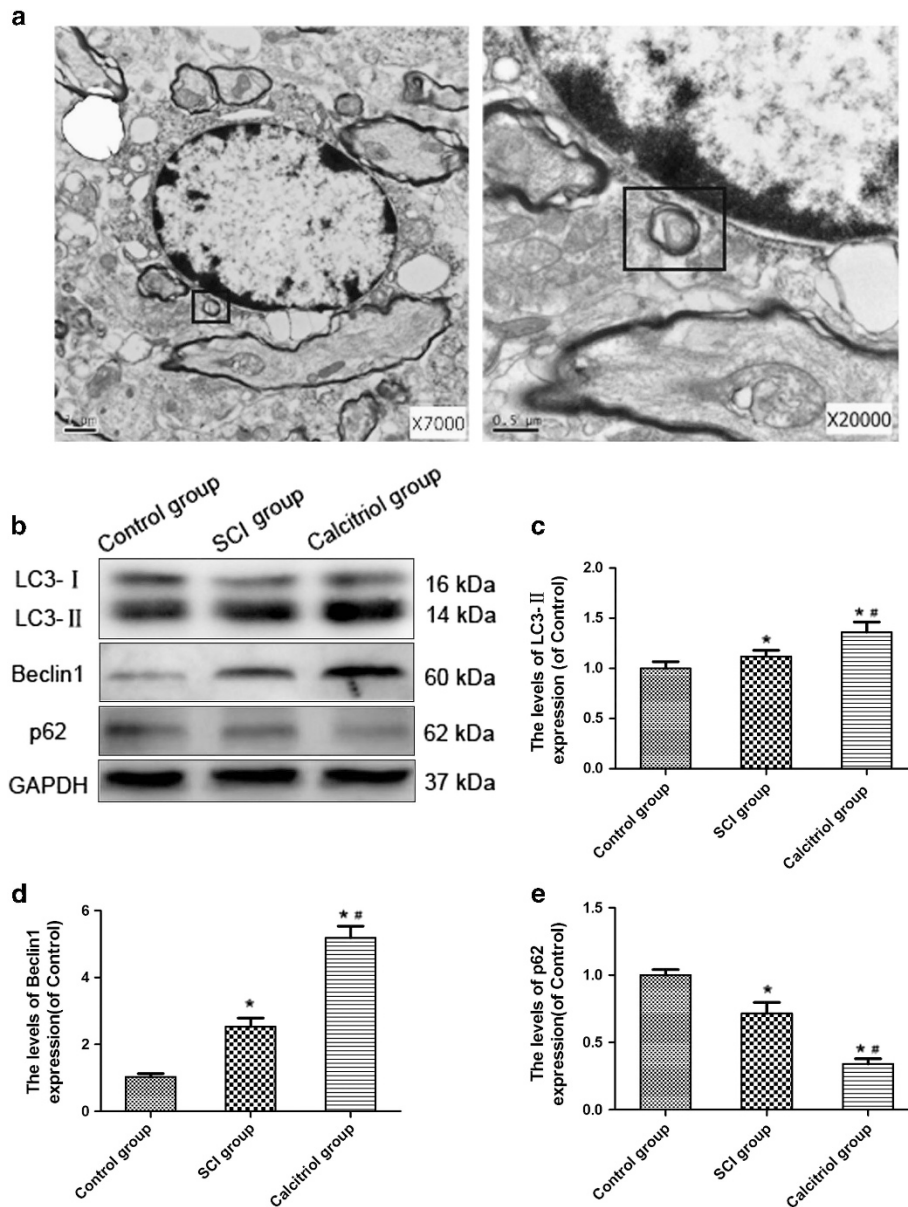 a
X7000
0.5 µm
X20000
b
Control group
SCI group
Calcitriol group
LC3- I
16 kDa
LC3-II
14 kDa
Beclin1
60 kDa
p62
62 kDa
GAPDH
37 kDa
c
The levels of LC3-II
expression (of Control)
1.5
* #
*
1.0
0.5
0.0
Control group
SCI group
Calcitriol group
d
The levels of Beclin1
expression(of Control)
6
* #
4
*
2
0
Control group
SCI group
Calcitriol group
e
The levels of p62
expression(of Control)
1.5
1.0
*
0.5
* #
0.0
Control group
SCI group
Calcitriol group